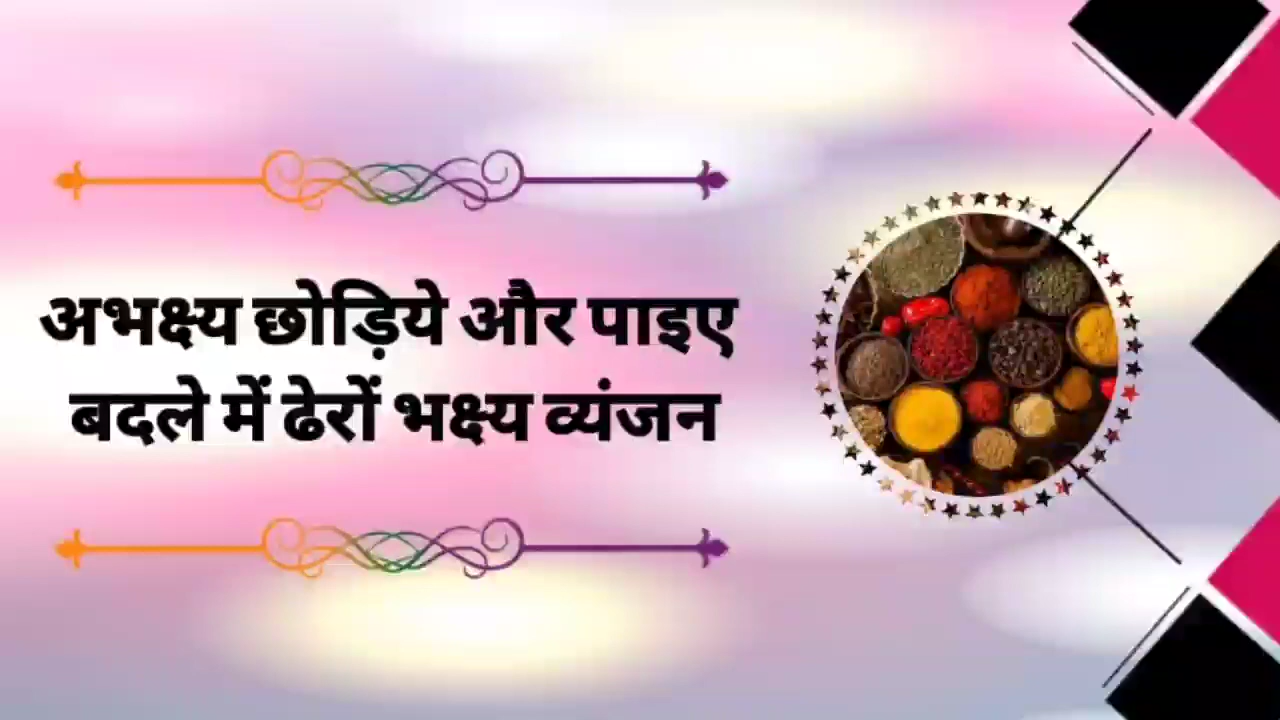 अभक्ष्य छोड़िये और पाइए
बदले में ढेरों भक्ष्य व्यंजन